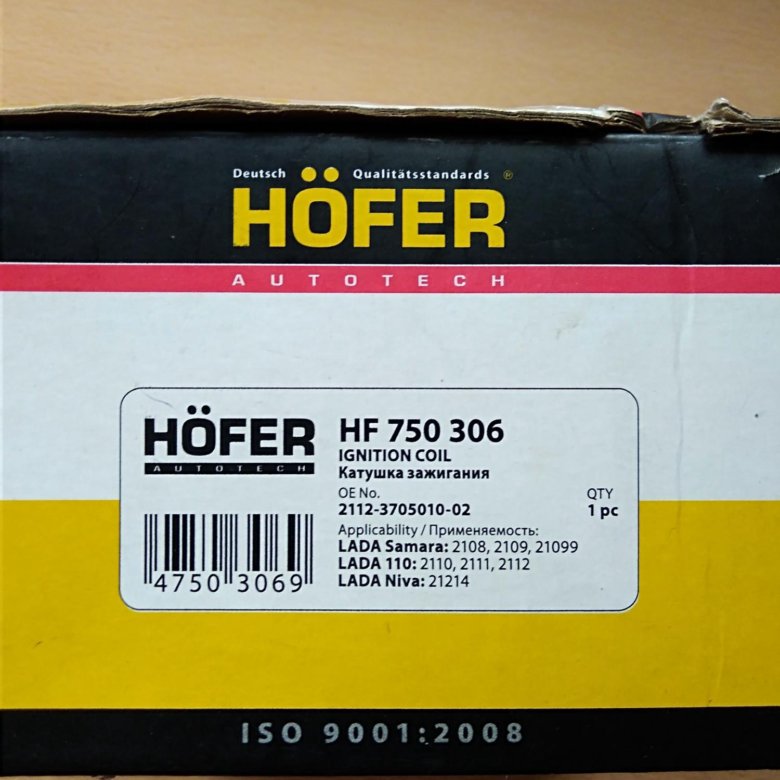 Deutsch Qualitätsstandards ®
HÖFER
AUTOTECH
HÖFER
AUTOTECH
HF 750 306
IGNITION COIL
Катушка зажигания
OE No.
2112-3705010-02
QTY
1 pc
Applicability / Применяемость:
LADA Samara: 2108, 2109, 21099
LADA 110: 2110, 2111, 2112
LADA Niva: 21214
4750 3069
ISO 9001:2008